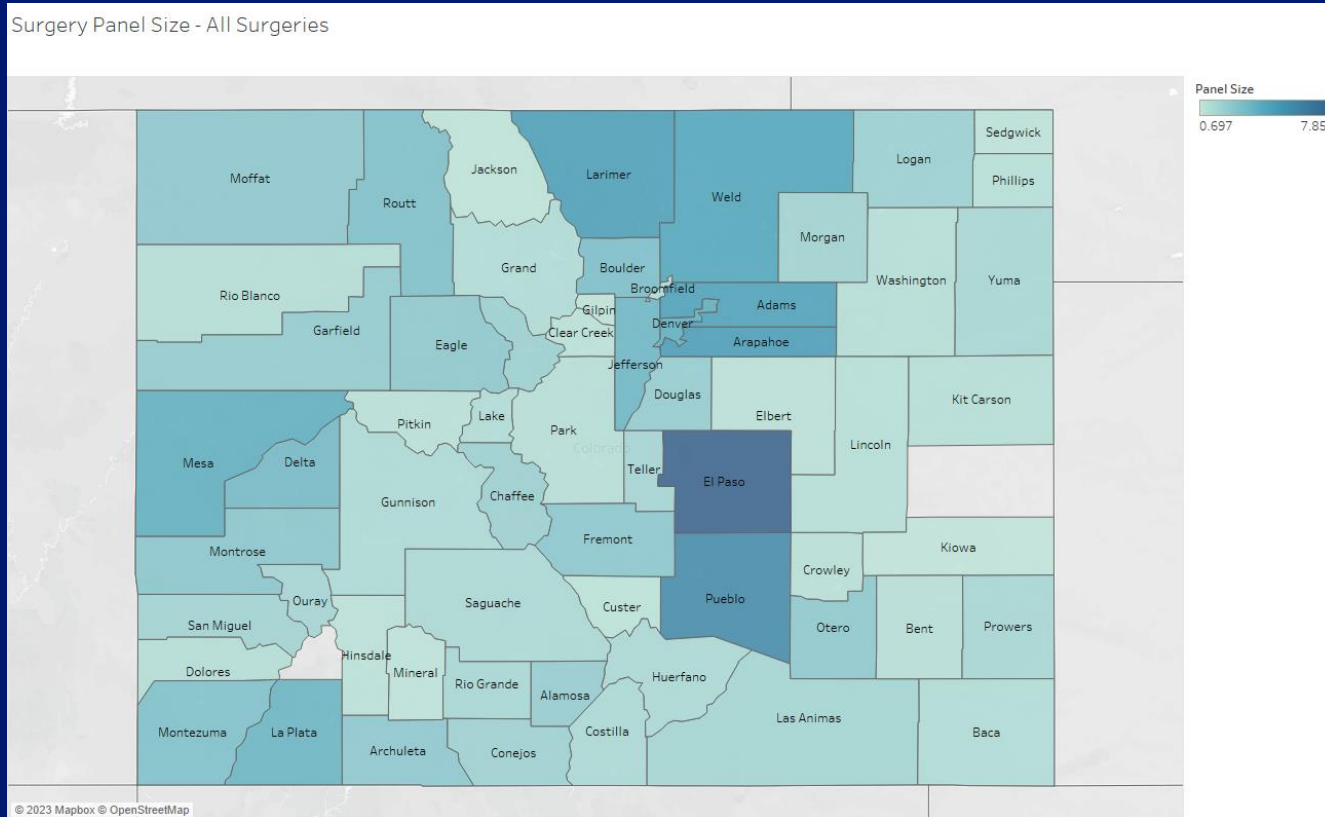 Surgery Panel Size - All Surgeries
Panel Size
0.697 7.85
Sedgwick
Logan
Jackson
Larimer
Moffat
Phillips
Weld
Routt
Morgan
Grand
Boulder
Washington
Yuma
Broomfield
Rio Blanco
Adams
Gilpin
Denver
Garfield
Clear Creek
Eagle
Arapahoe
Jefferson
Douglas
Kit Carson
Pitkin
Lake
Elbert
Park
Lincoln
Colorado
Mesa
Delta
Teller
El Paso
Chaffee
Gunnison
Fremont
Montrose
Kiowa
Crowley
Ouray
Saguache
Custer
Pueblo
San Miguel
Otero
Bent
Prowers
Hinsdale
Dolores
Mineral
Huerfano
Rio Grande
Alamosa
Las Animas
Montezuma
La Plata
Costilla
Baca
Archuleta
Conejos
© 2023 Mapbox © OpenStreetMap